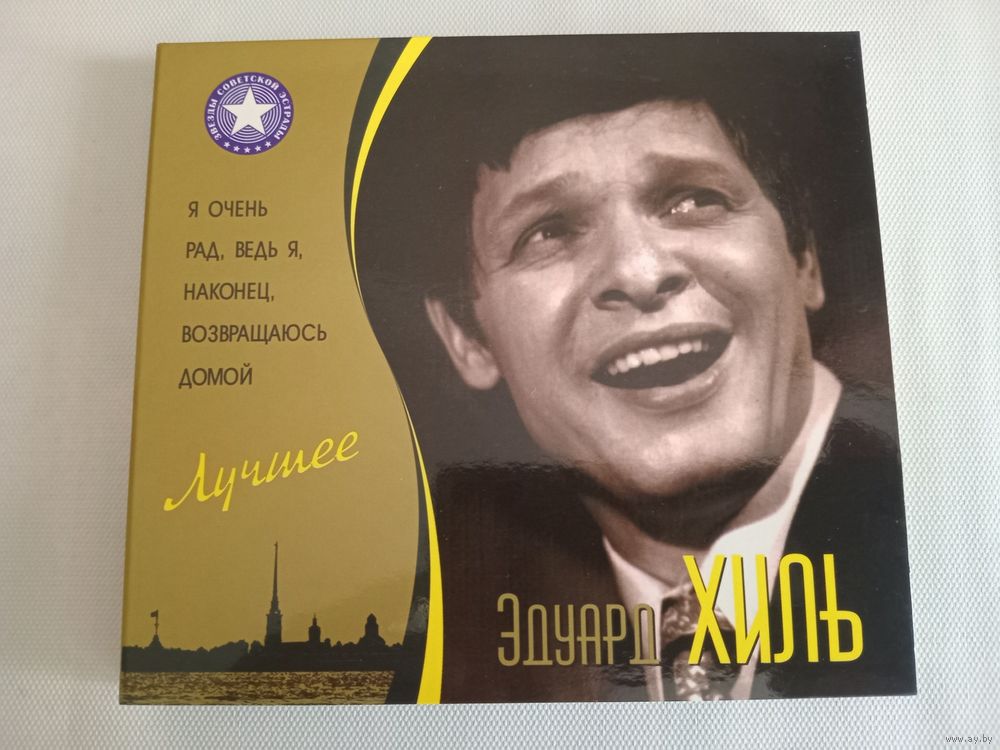 ЗВЕЗДЫ СОВЕТСКОЙ ЭСТРАДЫ
Я ОЧЕНЬ
РАД, ВЕДЬ Я,
НАКОНЕЦ,
ВОЗВРАЩАЮСЬ
ДОМОЙ
Лучшее
ЭДУАРД ХИЛЬ
www.ay.by